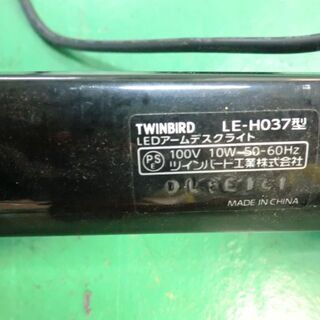 TWINBIRD LE-H037型
LEDアームデスクライト
PS E 100V 10W 50-60Hz
ツインバード工業株式会社
MADE IN CHINA